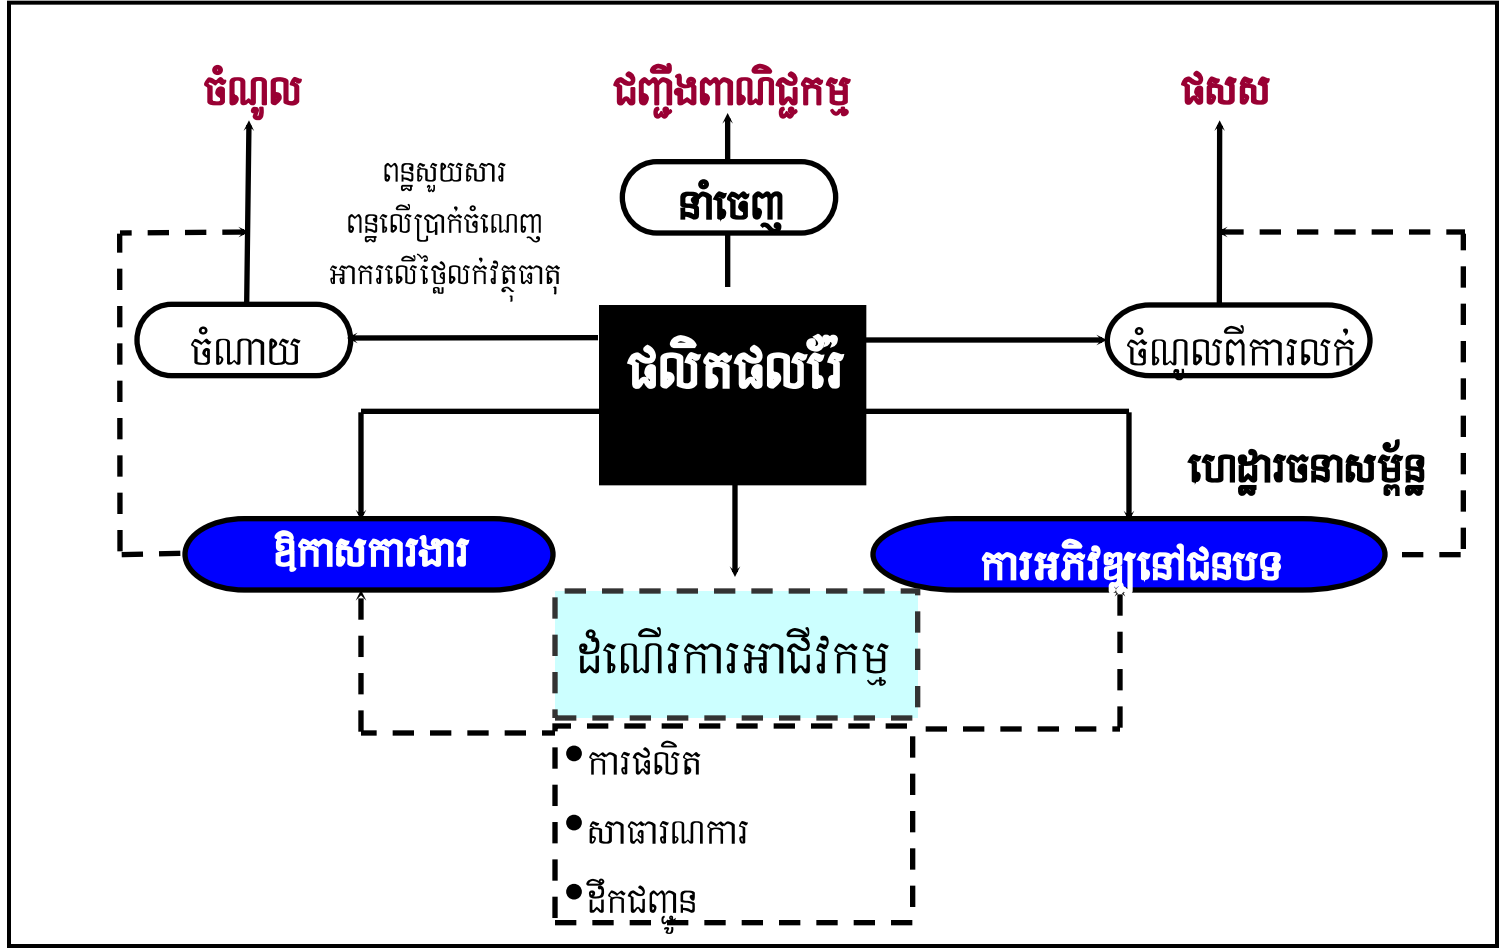 ចំណូល
ជញ្ជីងពាណិជ្ជកម្ម
ផសស
ពន្ធសួយសារ
ពន្ធលើប្រាក់ចំណេញ
អាករលើថ្លៃលក់វត្ថុធាតុ
នាំចេញ
ចំណាយ
ផលិតផលរ៉ែ
ចំណូលពីការលក់
ហេដ្ឋារចនាសម្ព័ន្ធ
ឱកាសការងារ
ការអភិវឌ្ឍនៅជនបទ
ដំណើរការអាជីវកម្ម
• ការផលិត
• សាធារណការ
• ដឹកជញ្ជូន